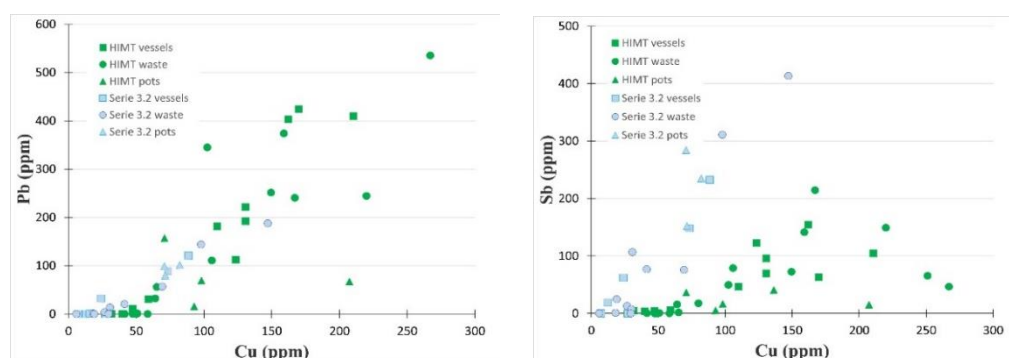 600
500
400
300
200
100
0
Pb (ppm)
HIMT vessels
HIMT waste
HIMT pots
Serie 3.2 vessels
Serie 3.2 waste
Serie 3.2 pots
0 50 100 150 200 250 300
Cu (ppm)
500
400
300
200
100
0
Sb (ppm)
HIMT vessels
HIMT waste
HIMT pots
Serie 3.2 vessels
Serie 3.2 waste
Serie 3.2 pots
0 50 100 150 200 250 300
Cu (ppm)